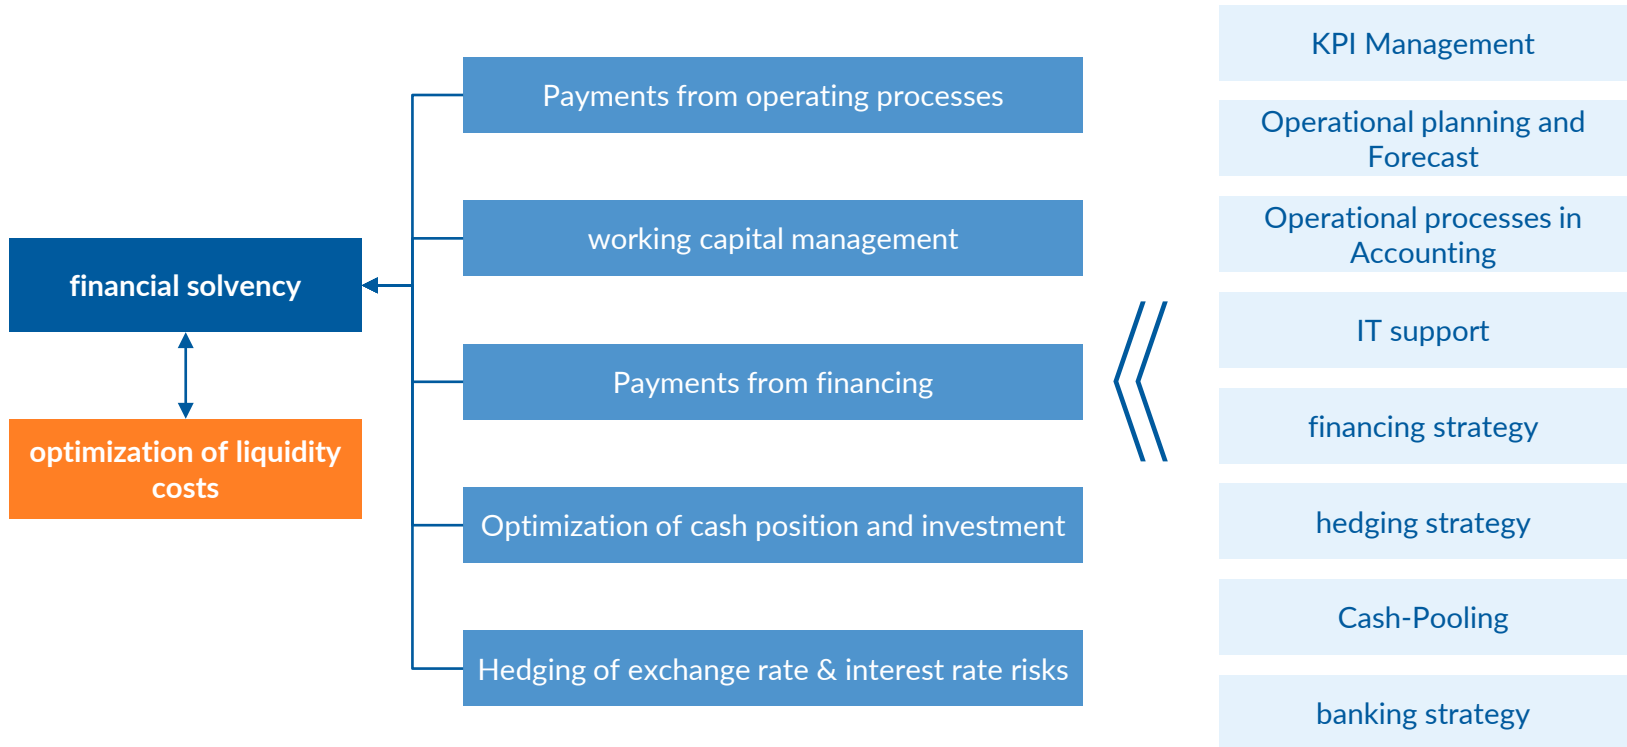 financial solvency
optimization of liquidity
costs
Payments from operating processes
working capital management
Payments from financing
Optimization of cash position and investment
Hedging of exchange rate & interest rate risks
KPI Management
Operational planning and
Forecast
Operational processes in
Accounting
IT support
financing strategy
hedging strategy
Cash-Pooling
banking strategy